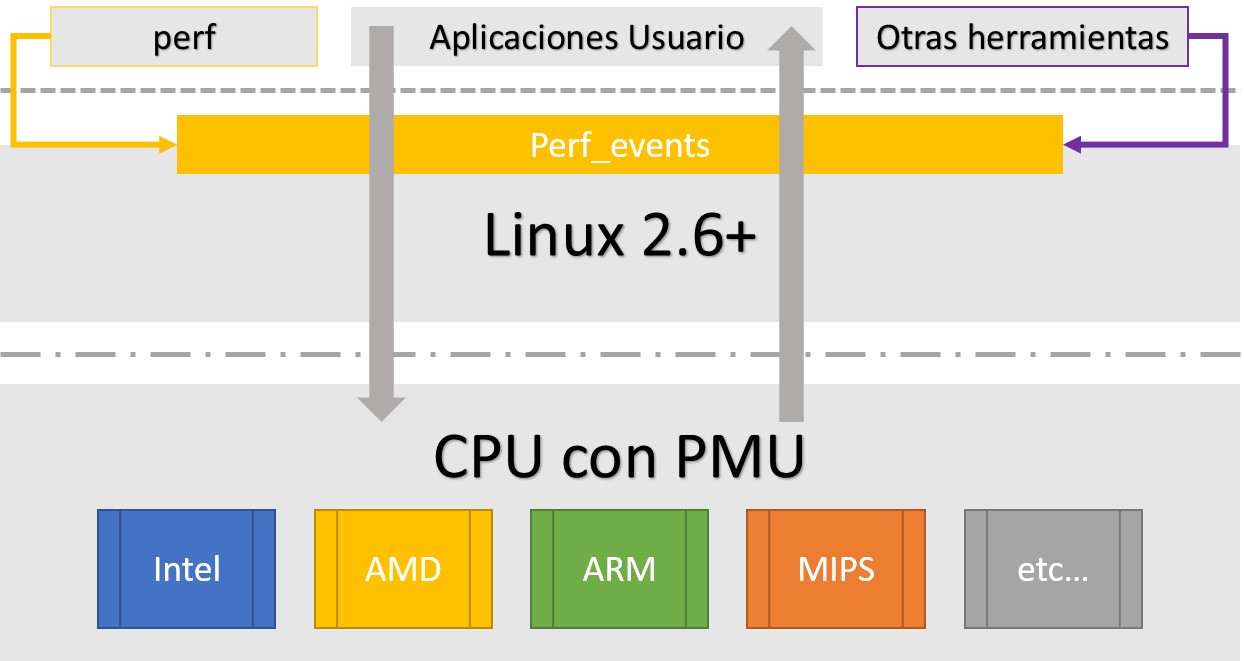 perf
Aplicaciones Usuario
Otras herramientas
Perf_events
Linux 2.6+
CPU con PMU
Intel
AMD
ARM
MIPS
etc...